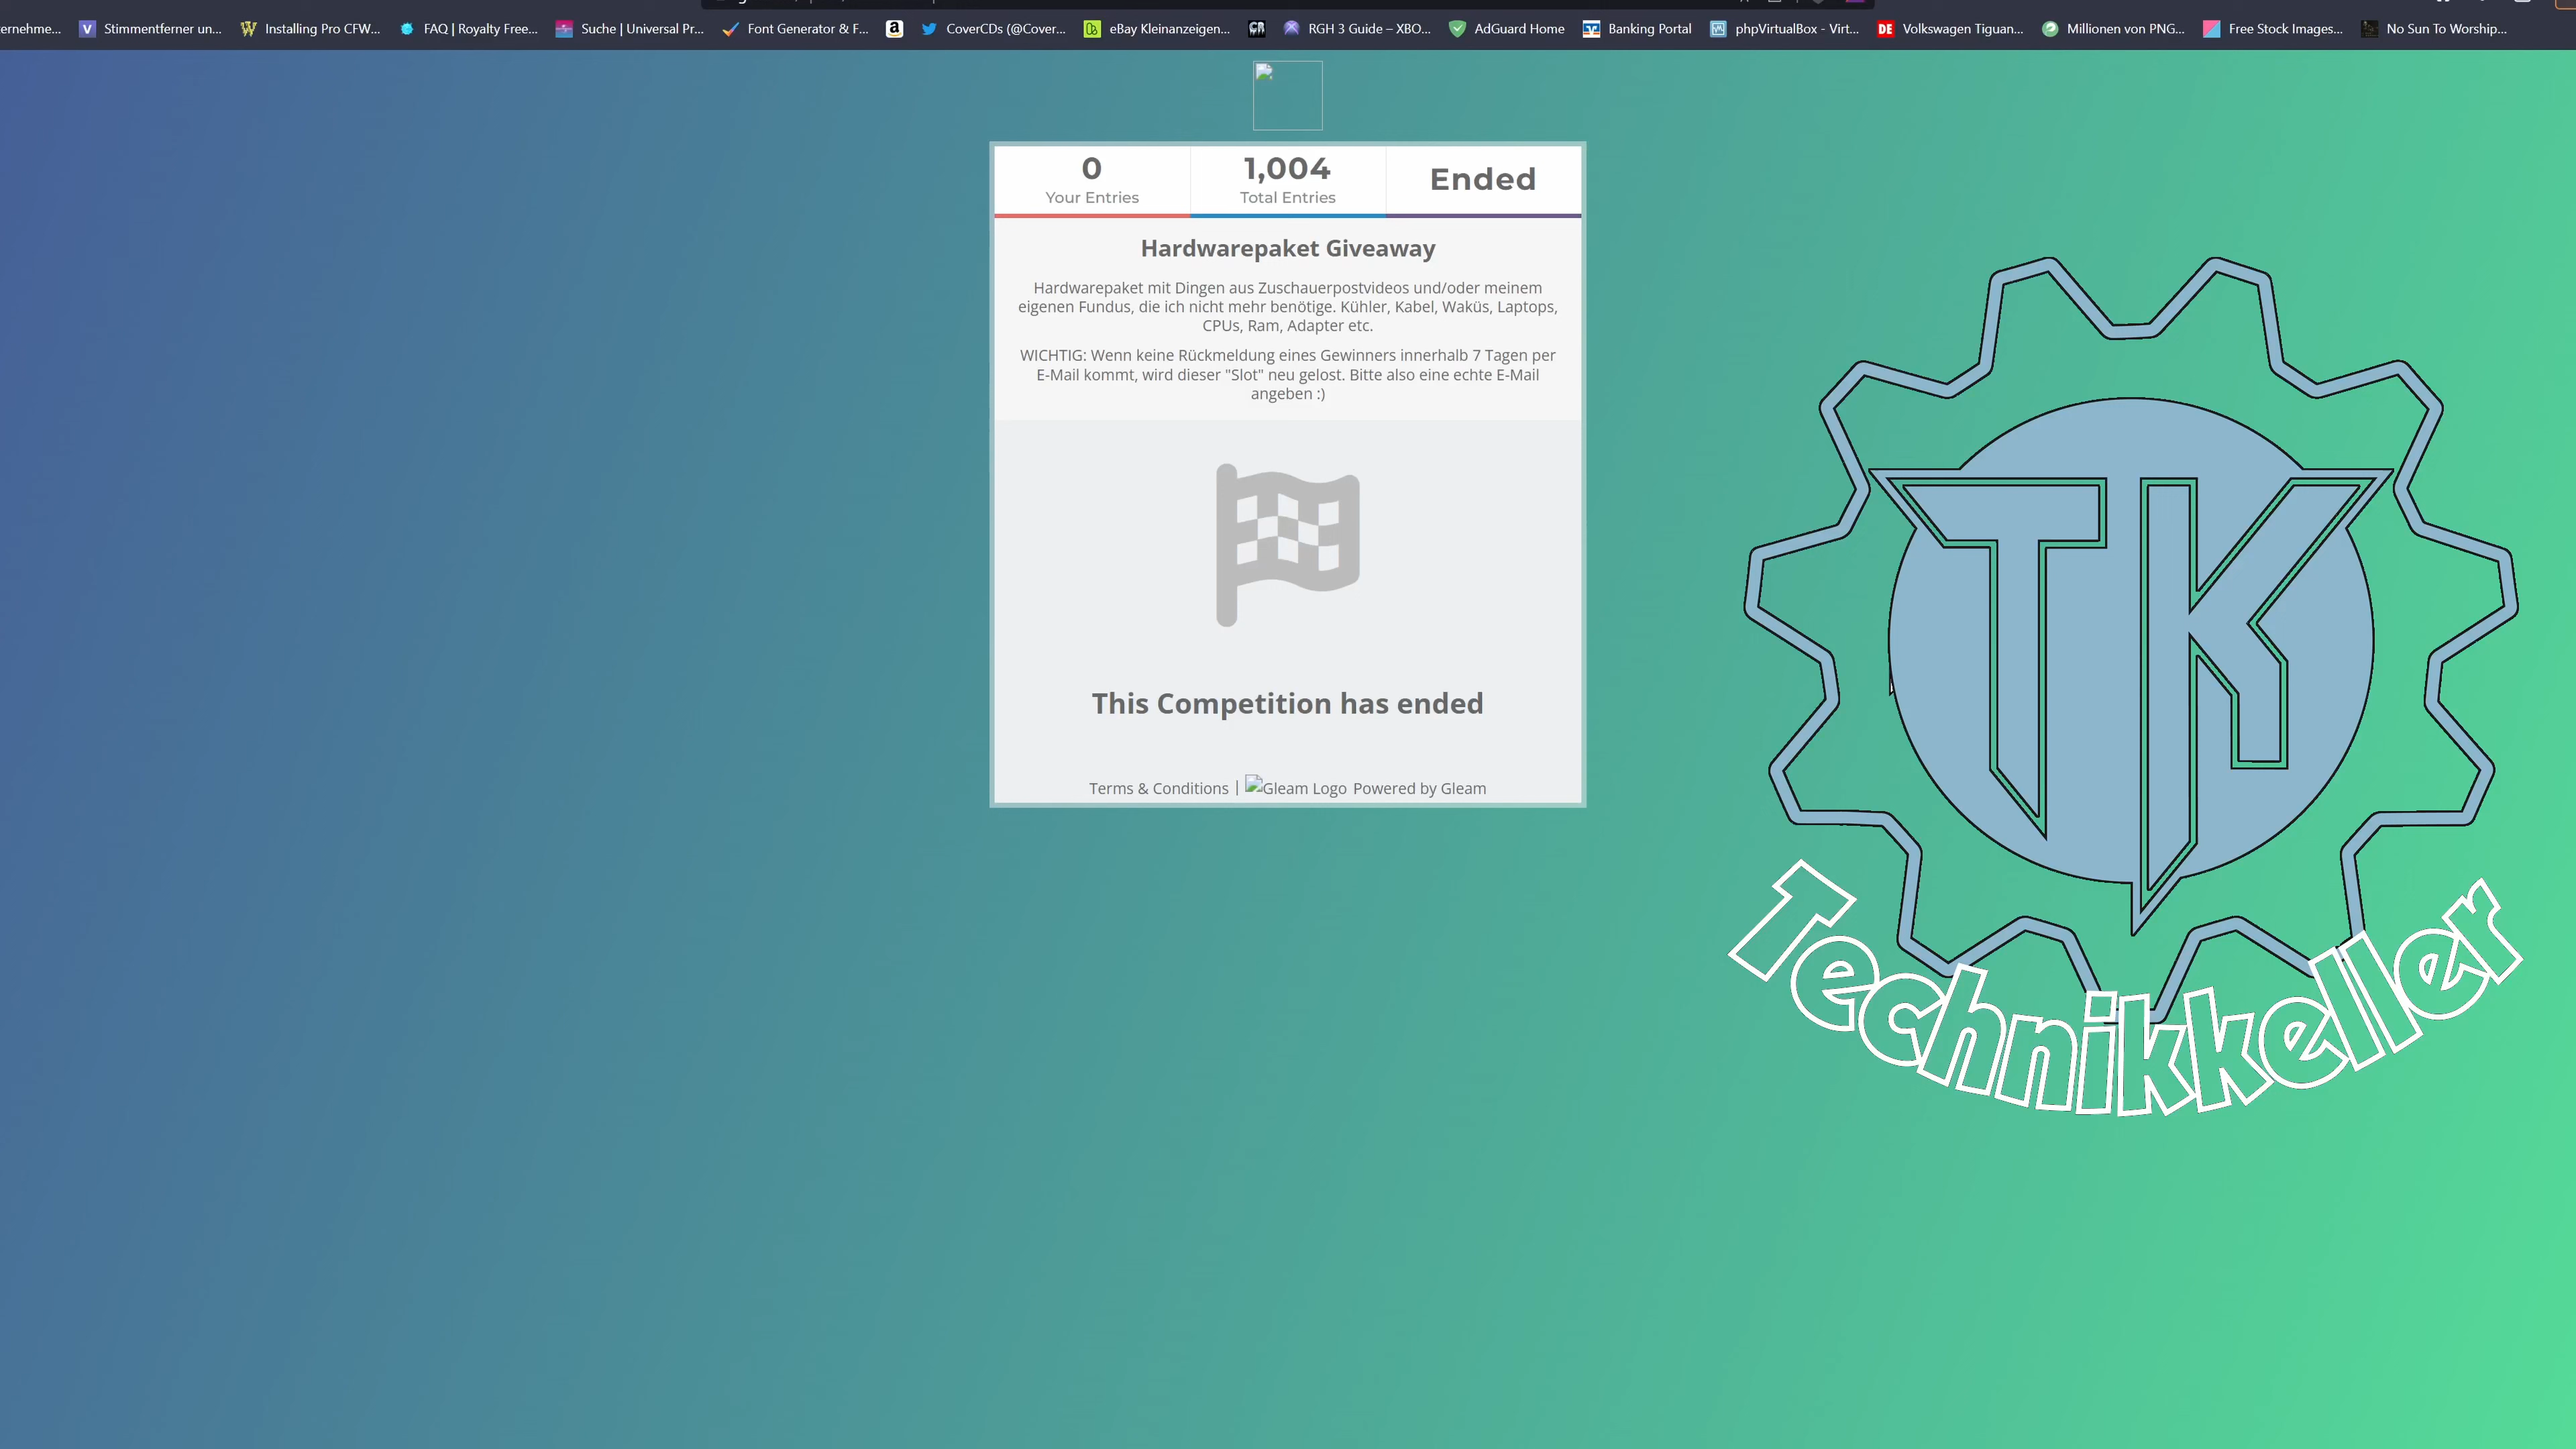 ernehme... Stimmentferner un... Installing Pro CFW... FAQ | Royalty Free... Suche | Universal Pr... Font Generator & F... CoverCDs (@Cover... eBay Kleinanzeigen... RGH 3 Guide – XBO... AdGuard Home Banking Portal phpVirtualBox - Virt... Volkswagen Tiguan... Millionen von PNG... Free Stock Images... No Sun To Worship...
0 1,004 Ended
Your Entries Total Entries
Hardwarepaket Giveaway
Hardwarepaket mit Dingen aus Zuschauerpostvideos und/oder meinem
eigenen Fundus, die ich nicht mehr benötige. Kühler, Kabel, Waküs, Laptops,
CPUs, Ram, Adapter etc.
WICHTIG: Wenn keine Rückmeldung eines Gewinners innerhalb 7 Tagen per
E-Mail kommt, wird dieser "Slot" neu gelost. Bitte also eine echte E-Mail
angeben :)
This Competition has ended
Terms & Conditions | Gleam Logo Powered by Gleam
TK
Technikkeller